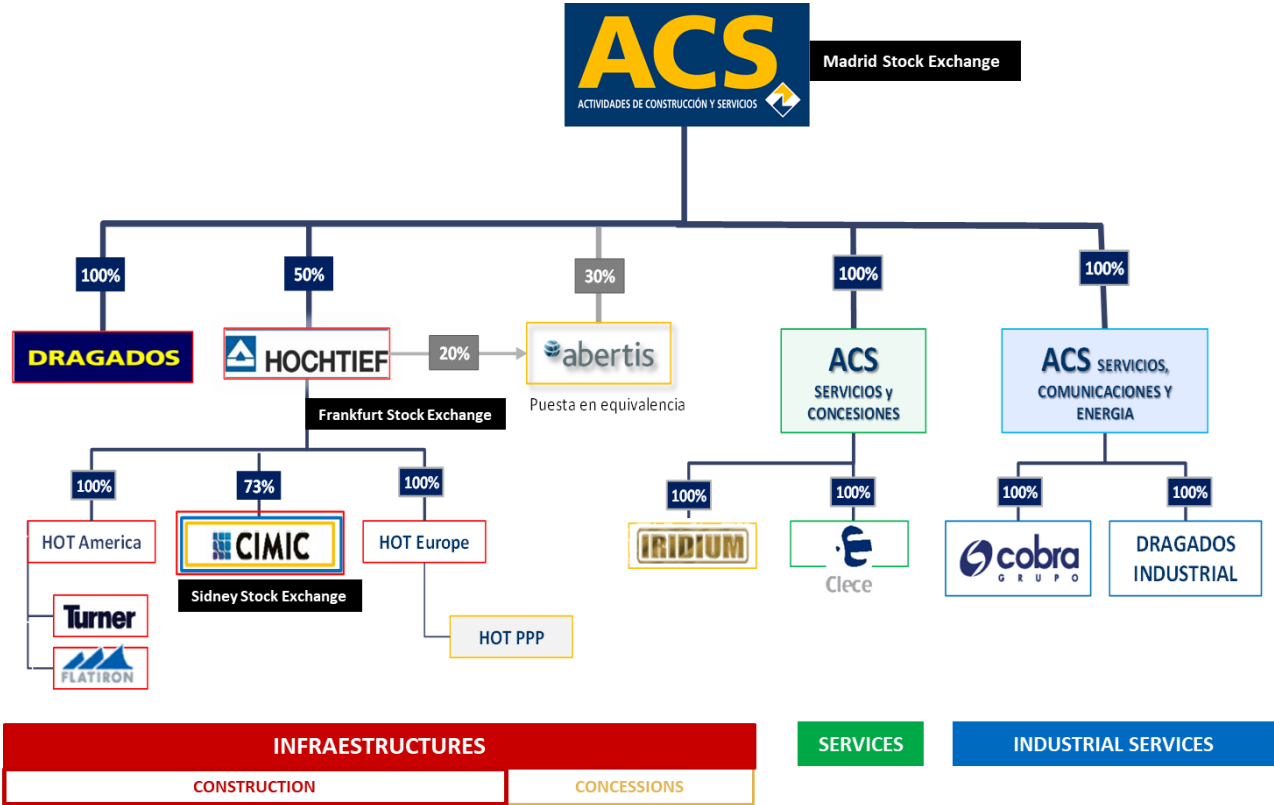 ACS
ACTIVIDADES DE CONSTRUCCIÓN Y SERVICIOS
Madrid Stock Exchange
100%
50%
30%
100%
100%
DRAGADOS
HOCHTIEF
20%
abertis
ACS
SERVICIOS y
CONCESIONES
ACS SERVICIOS,
COMUNICACIONES Y
ENERGIA
Puesta en equivalencia
Frankfurt Stock Exchange
100%
73%
100%
100%
100%
100%
100%
HOT America
CIMIC
HOT Europe
IRIDIUM
Clece
cobra
GRUPO
DRAGADOS
INDUSTRIAL
Sidney Stock Exchange
Turner
HOT PPP
FLATIRON
INFRAESTRUCTURES
SERVICES
INDUSTRIAL SERVICES
CONSTRUCTION
CONCESSIONS